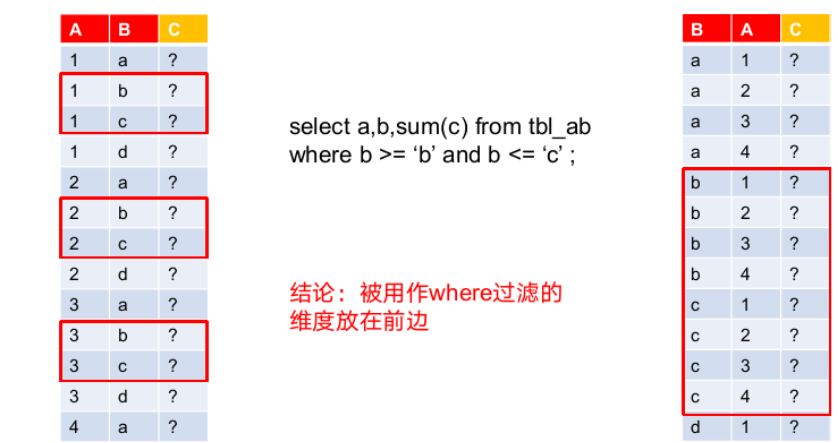 A B C
1 a ?
1 b ?
1 c ?
1 d ?
2 a ?
2 b ?
2 c ?
2 d ?
3 a ?
3 b ?
3 c ?
3 d ?
4 a ?
select a,b,sum(c) from tbl_ab
where b >= ‘b’ and b <= ‘c’ ;
结论：被用作where过滤的
维度放在前边
B A C
a 1 ?
a 2 ?
a 3 ?
a 4 ?
b 1 ?
b 2 ?
b 3 ?
b 4 ?
c 1 ?
c 2 ?
c 3 ?
c 4 ?
d 1 ?